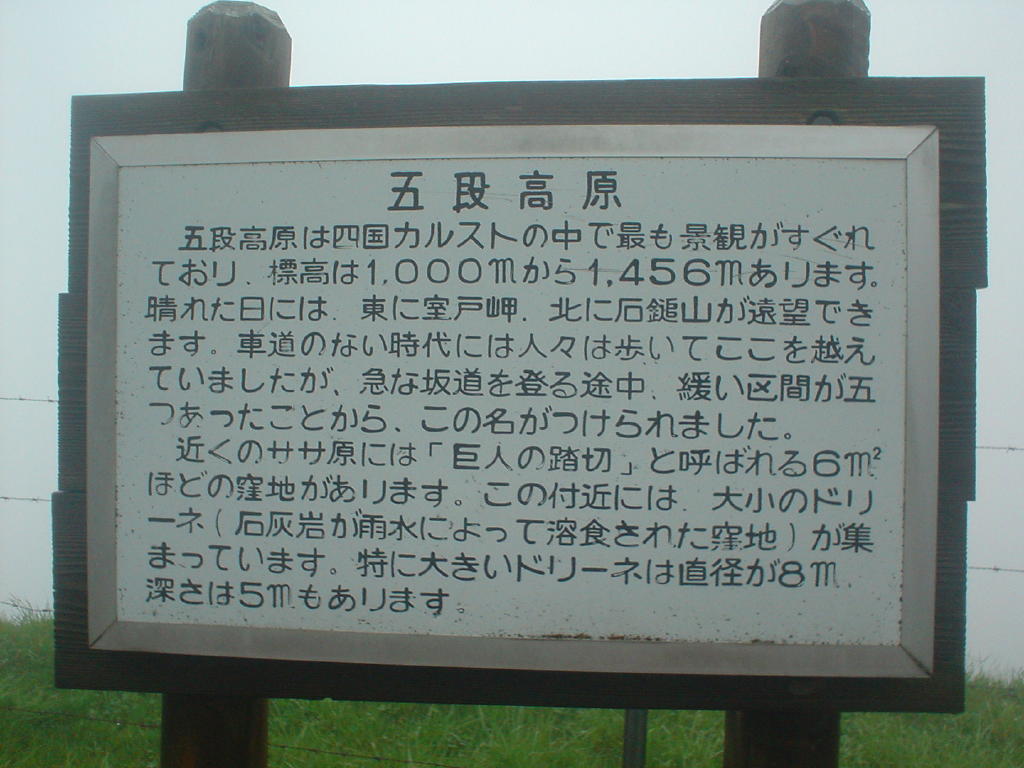 五段高原
五段高原は四国カルストの中で最も景観がすぐれ
ており、標高は1,000mから1,456mあります。
晴れた日には、東に室戸岬、北に石鎚山が遠望でき
ます。車道のない時代には人々は歩いてここを越え
ていましたが、急な坂道を登る途中、緩い区間が五
つあったことから、この名がつけられました。
近くのササ原には「巨人の踏切」と呼ばれる6m²
ほどの窪地があります。この付近には、大小のドリ
ーネ(石灰岩が雨水によって溶食された窪地)が集
まっています。特に大きいドリーネは直径が8m、
深さは5mもあります。